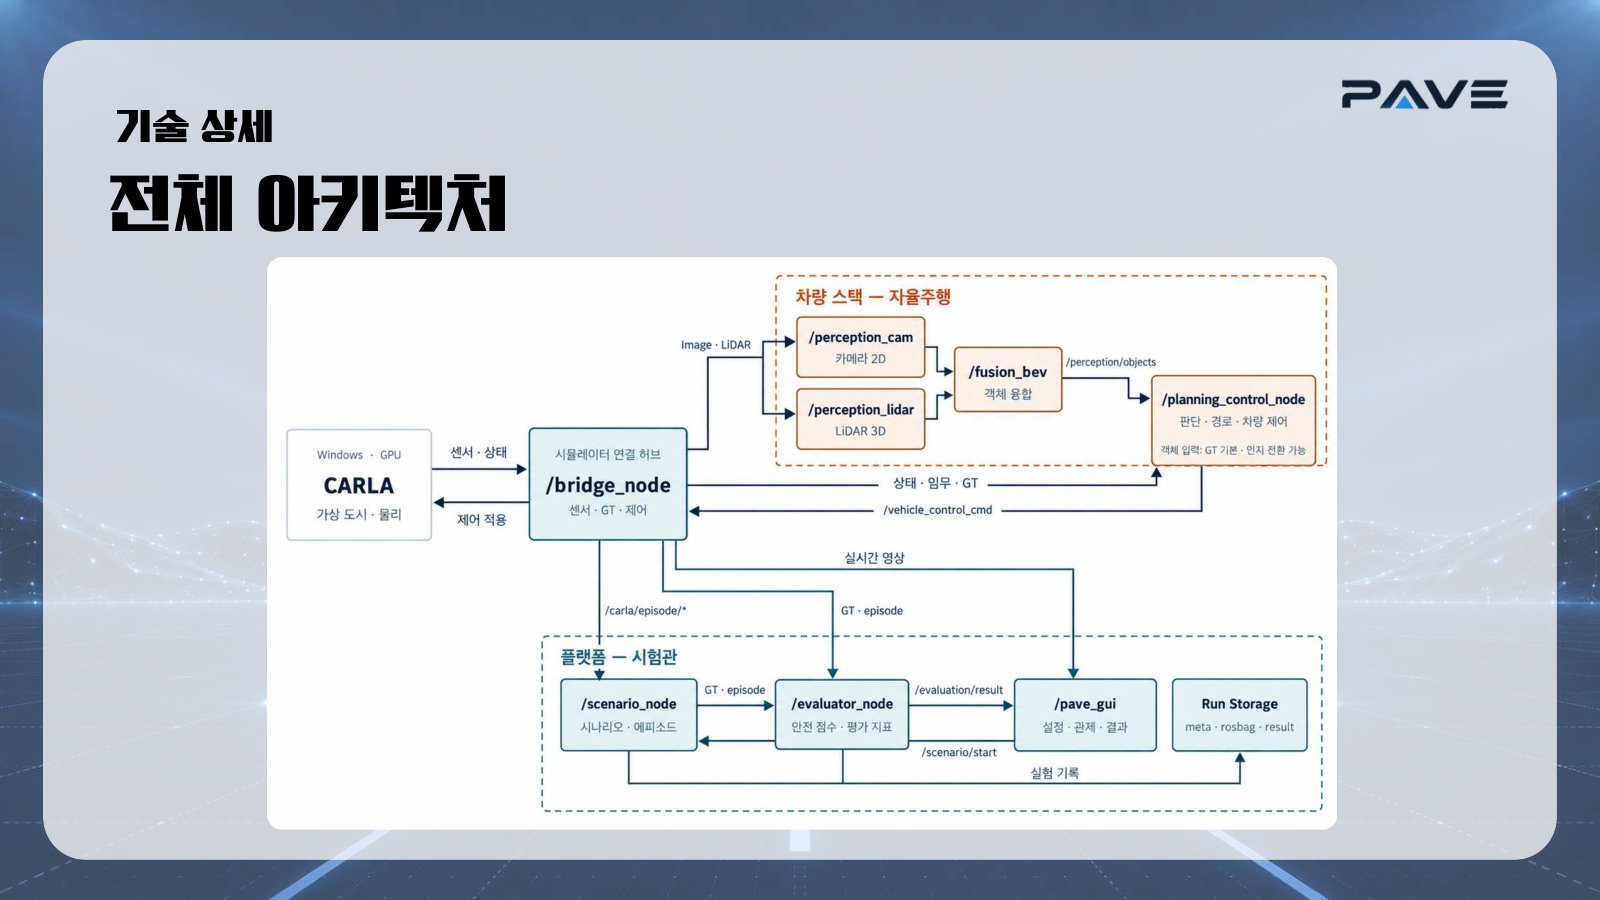 기술 상세
PAVE
전체 아키텍처
차량 스택 — 자율주행
Image · LiDAR
/perception_cam
카메라 2D
/perception_lidar
LiDAR 3D
/fusion_bev
객체 융합
/perception/objects
/planning_control_node
판단 · 경로 · 차량 제어
객체 입력: GT 기본 · 인지 전환 가능
Windows · GPU
CARLA
가상 도시 · 물리
센서 · 상태
제어 적용
시뮬레이터 연결 허브
/bridge_node
센서 · GT · 제어
상태 · 임무 · GT
/vehicle_control_cmd
실시간 영상
/carla/episode/*
GT · episode
플랫폼 — 시험관
/scenario_node
시나리오 · 에피소드
GT · episode
/evaluator_node
안전 점수 · 평가 지표
/evaluation/result
/scenario/start
/pave_gui
설정 · 관제 · 결과
Run Storage
meta · rosbag · result
실험 기록